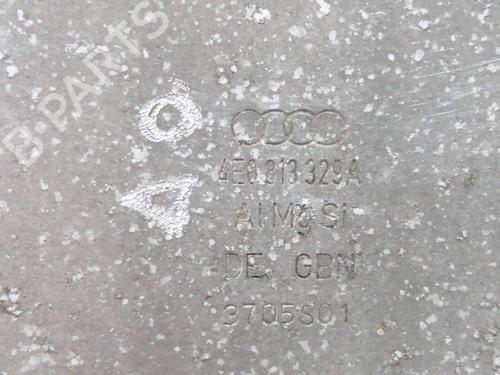 B-PARTS
4E0 813 329A
AlMgSi
DE GBN
3705S01